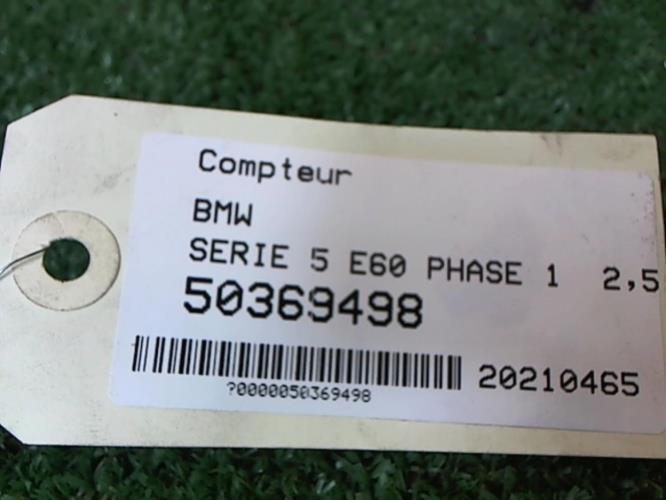 Compteur
BMW
SERIE 5 E60 PHASE 1 2,5
50369498
20210465
?0000050369498